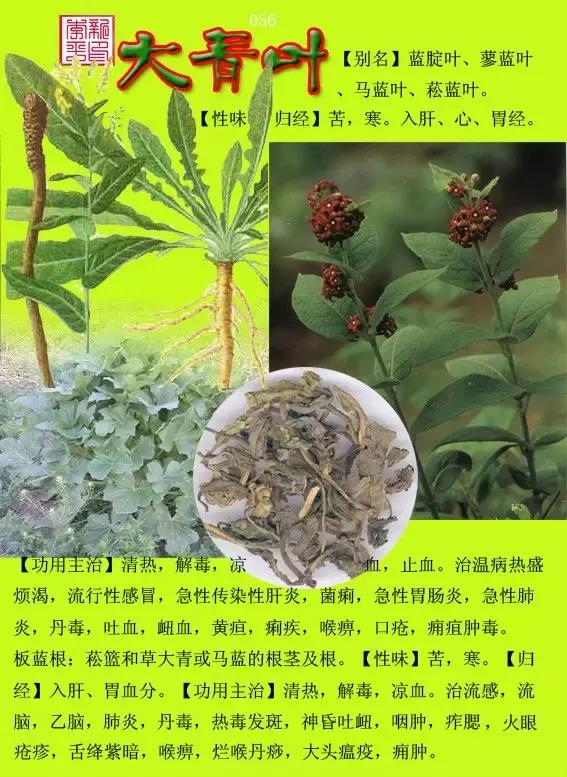 056
大青叶
【别名】蓝腚叶、蓼蓝叶
、马蓝叶、菘蓝叶。
【性味 归经】苦，寒。入肝、心、胃经。
【功用主治】清热，解毒，凉 血，止血。治温病热盛
烦渴，流行性感冒，急性传染性肝炎，菌痢，急性胃肠炎，急性肺
炎，丹毒，吐血，衄血，黄疸，痢疾，喉痹，口疮，痈疽肿毒。
板蓝根：菘篮和草大青或马蓝的根茎及根。【性味】苦，寒。【归
经】入肝、胃血分。【功用主治】清热，解毒，凉血。治流感，流
脑，乙脑，肺炎，丹毒，热毒发斑，神昏吐衄，咽肿，痄腮，火眼
疮疹，舌绛紫暗，喉痹，烂喉丹痧，大头瘟疫，痈肿。